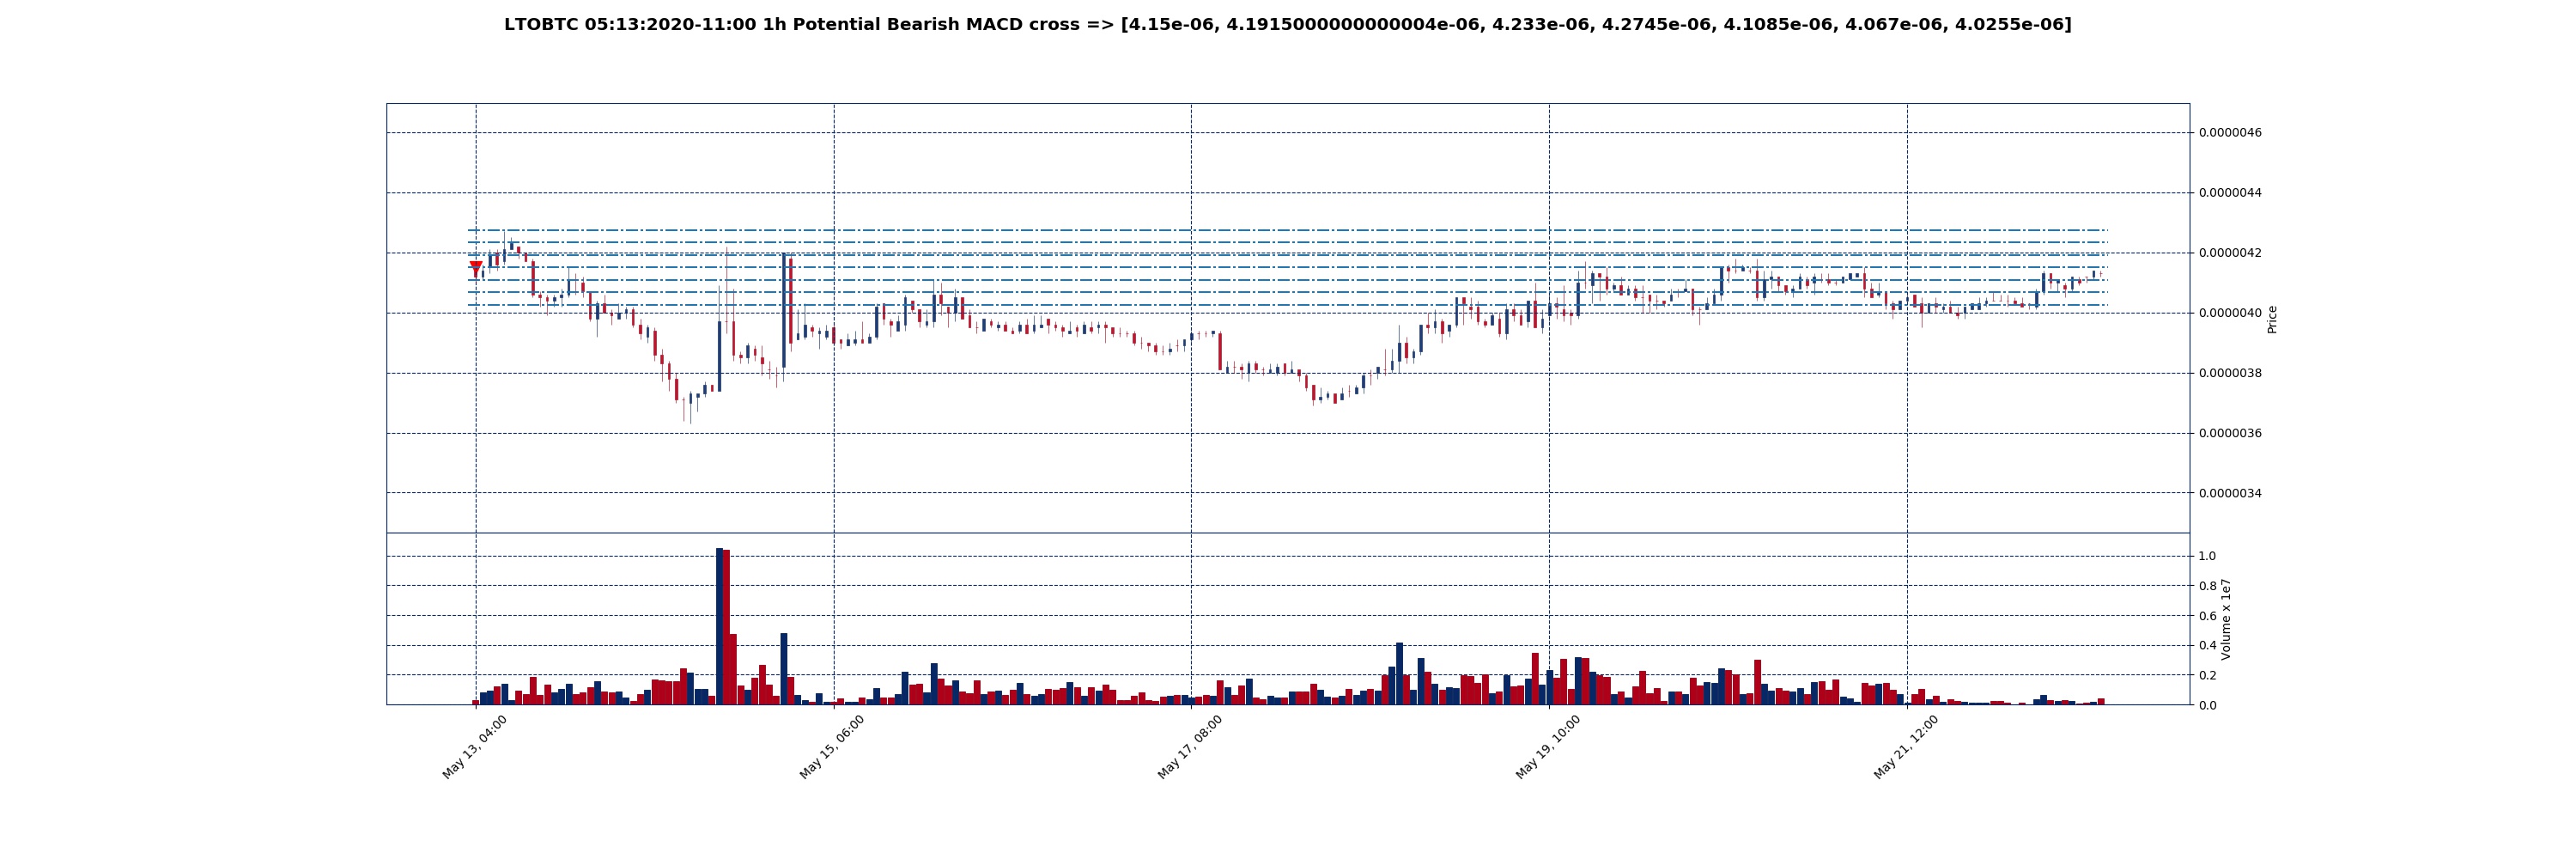 LTOBTC 05:13:2020-11:00 1h Potential Bearish MACD cross => [4.15e-06, 4.1915000000000004e-06, 4.233e-06, 4.2745e-06, 4.1085e-06, 4.067e-06, 4.0255e-06]
0.0000046
0.0000044
0.0000042
0.0000040
0.0000038
0.0000036
0.0000034
Price
1.0
0.8
0.6
0.4
0.2
0.0
Volume x 1e7
May 13, 04:00
May 15, 06:00
May 17, 08:00
May 19, 10:00
May 21, 12:00